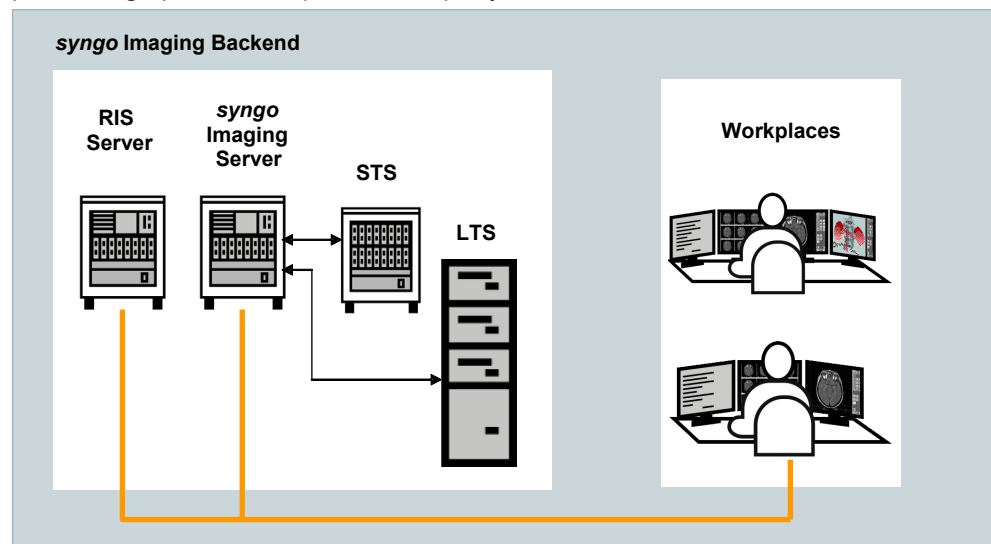 syngo Imaging Backend
RIS
Server
syngo
Imaging
Server
STS
LTS
Workplaces